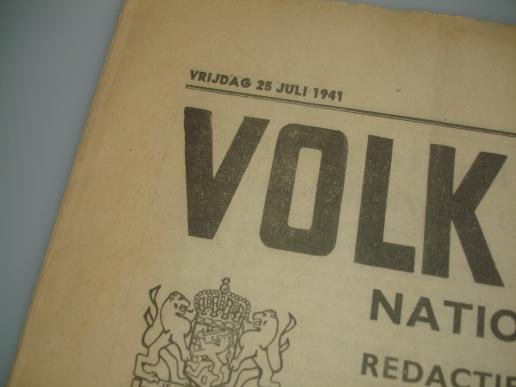 VRIJDAG 25 JULI 1941
VOLK
NATIO
REDACTIE